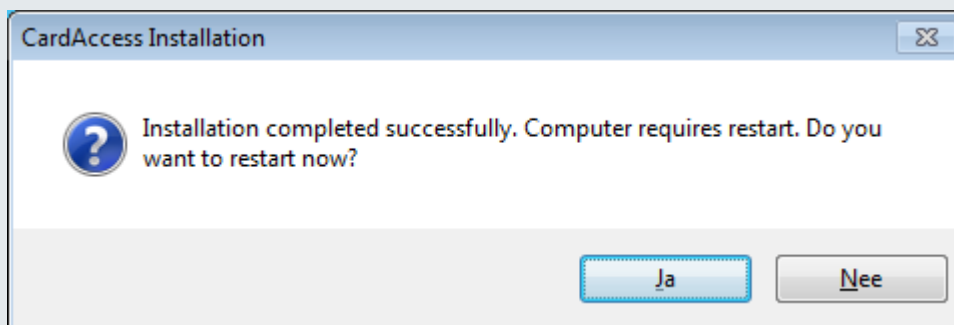 CardAccess Installation
Installation completed successfully. Computer requires restart. Do you
want to restart now?
Ja
Nee